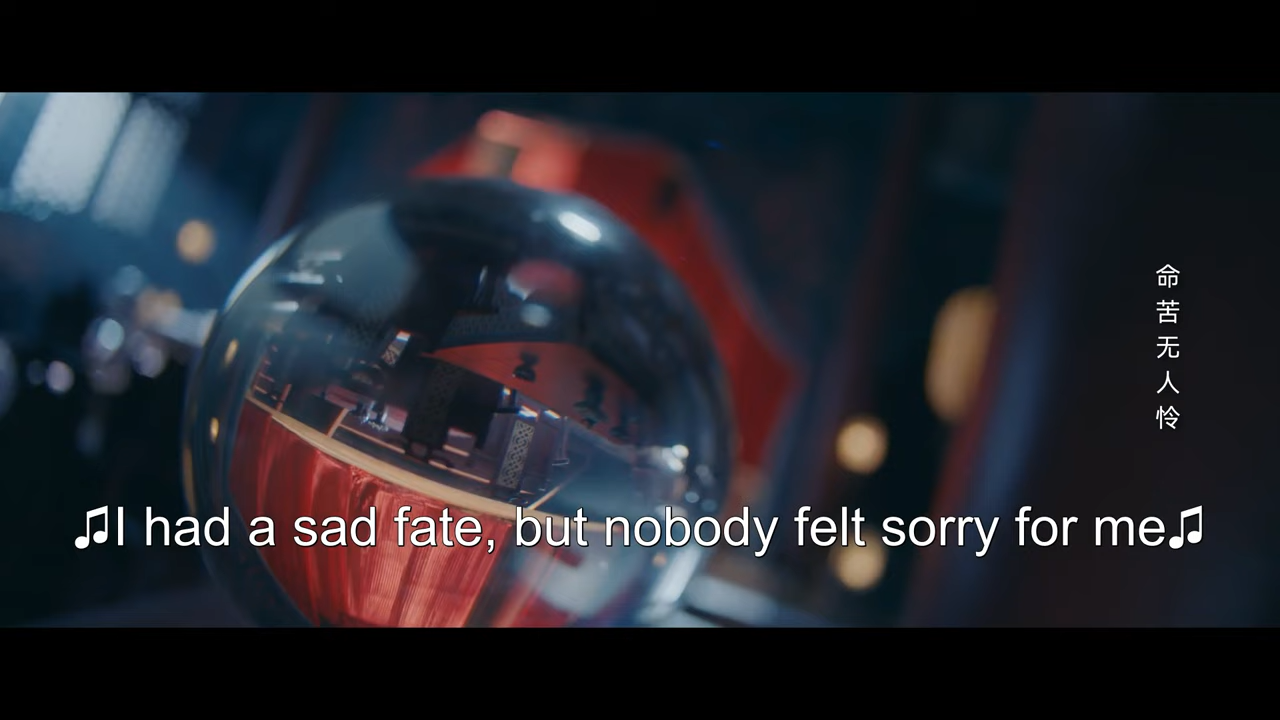 命苦无人怜
♫I had a sad fate, but nobody felt sorry for me♫